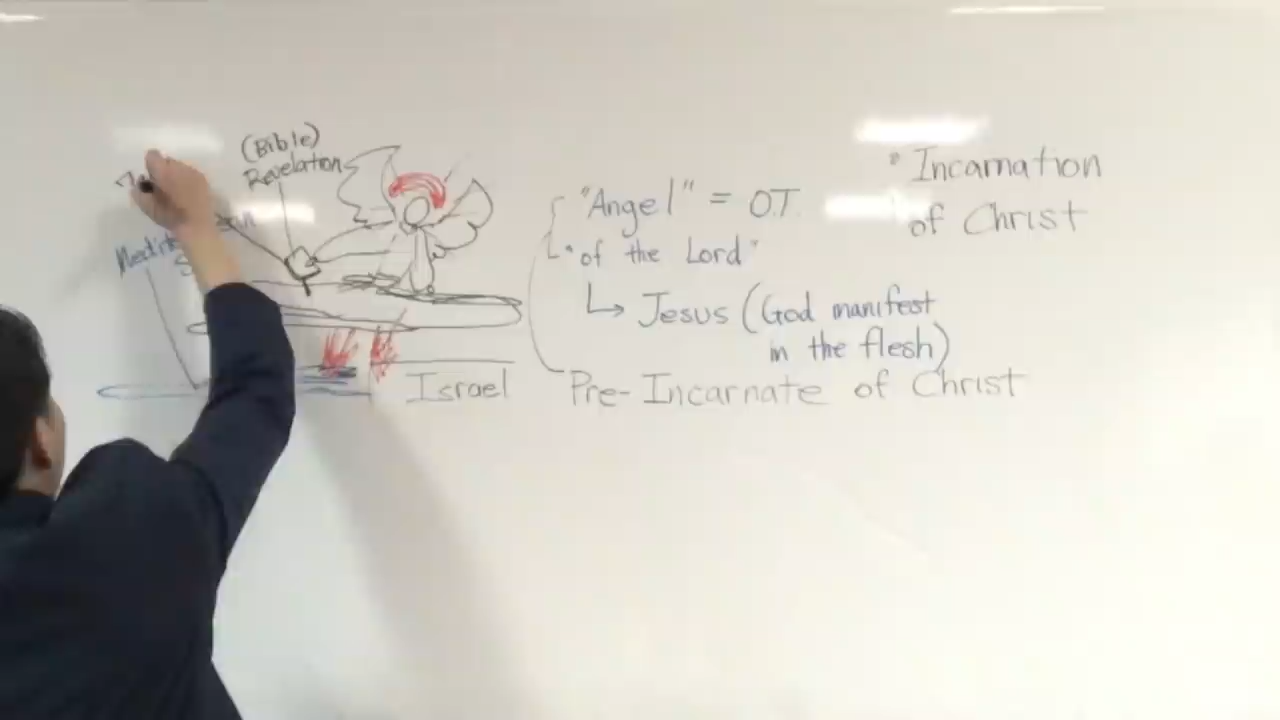 (Bible)
Revelation
"Angel" = O.T.
"of the Lord"
Jesus (God manifest
in the flesh)
Pre-Incarnate of Christ
Israel
Incarnation
of Christ